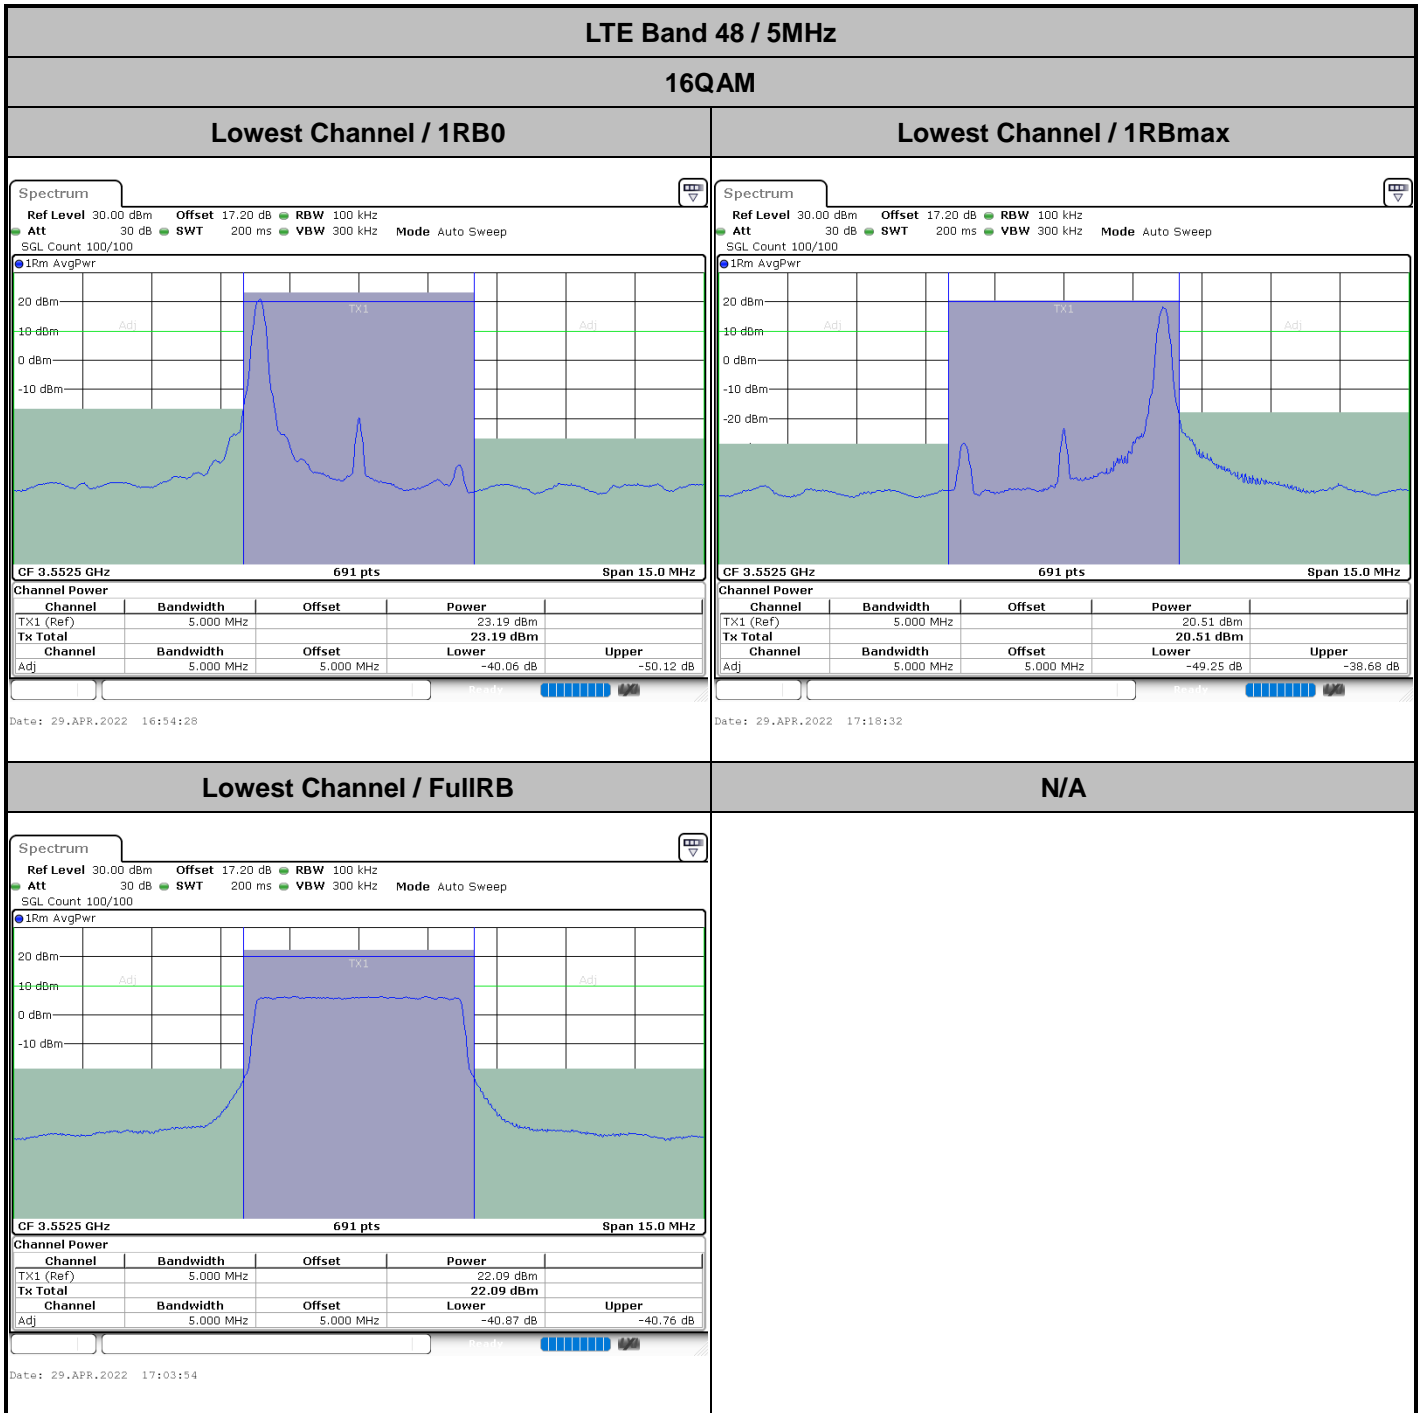 LTE Band 48 / 5MHz
16QAM
Lowest Channel / 1RB0
Lowest Channel / 1RBmax
Spectrum
Ref Level 30.00 dBm Offset 17.20 dB RBW 100 kHz
Att 30 dB SWT 200 ms VBW 300 kHz Mode Auto Sweep
SGL Count 100/100
1Rm AvgPwr
20 dBm
TX1
10 dBm
Adj
Adj
0 dBm
-10 dBm
CF 3.5525 GHz 691 pts Span 15.0 MHz
Channel Power
Channel Bandwidth Offset Power
TX1 (Ref) 5.000 MHz 23.19 dBm
Tx Total 23.19 dBm
Channel Bandwidth Offset Lower Upper
Adj 5.000 MHz 5.000 MHz -40.06 dB -50.12 dB
Ready
Date: 29.APR.2022 16:54:28
Spectrum
Ref Level 30.00 dBm Offset 17.20 dB RBW 100 kHz
Att 30 dB SWT 200 ms VBW 300 kHz Mode Auto Sweep
SGL Count 100/100
1Rm AvgPwr
20 dBm
TX1
10 dBm
Adj
Adj
0 dBm
-10 dBm
-20 dBm
CF 3.5525 GHz 691 pts Span 15.0 MHz
Channel Power
Channel Bandwidth Offset Power
TX1 (Ref) 5.000 MHz 20.51 dBm
Tx Total 20.51 dBm
Channel Bandwidth Offset Lower Upper
Adj 5.000 MHz 5.000 MHz -49.25 dB -38.68 dB
Ready
Date: 29.APR.2022 17:18:32
Lowest Channel / FullRB
N/A
Spectrum
Ref Level 30.00 dBm Offset 17.20 dB RBW 100 kHz
Att 30 dB SWT 200 ms VBW 300 kHz Mode Auto Sweep
SGL Count 100/100
1Rm AvgPwr
20 dBm
TX1
10 dBm
Adj
Adj
0 dBm
-10 dBm
CF 3.5525 GHz 691 pts Span 15.0 MHz
Channel Power
Channel Bandwidth Offset Power
TX1 (Ref) 5.000 MHz 22.09 dBm
Tx Total 22.09 dBm
Channel Bandwidth Offset Lower Upper
Adj 5.000 MHz 5.000 MHz -40.87 dB -40.76 dB
Ready
Date: 29.APR.2022 17:03:54